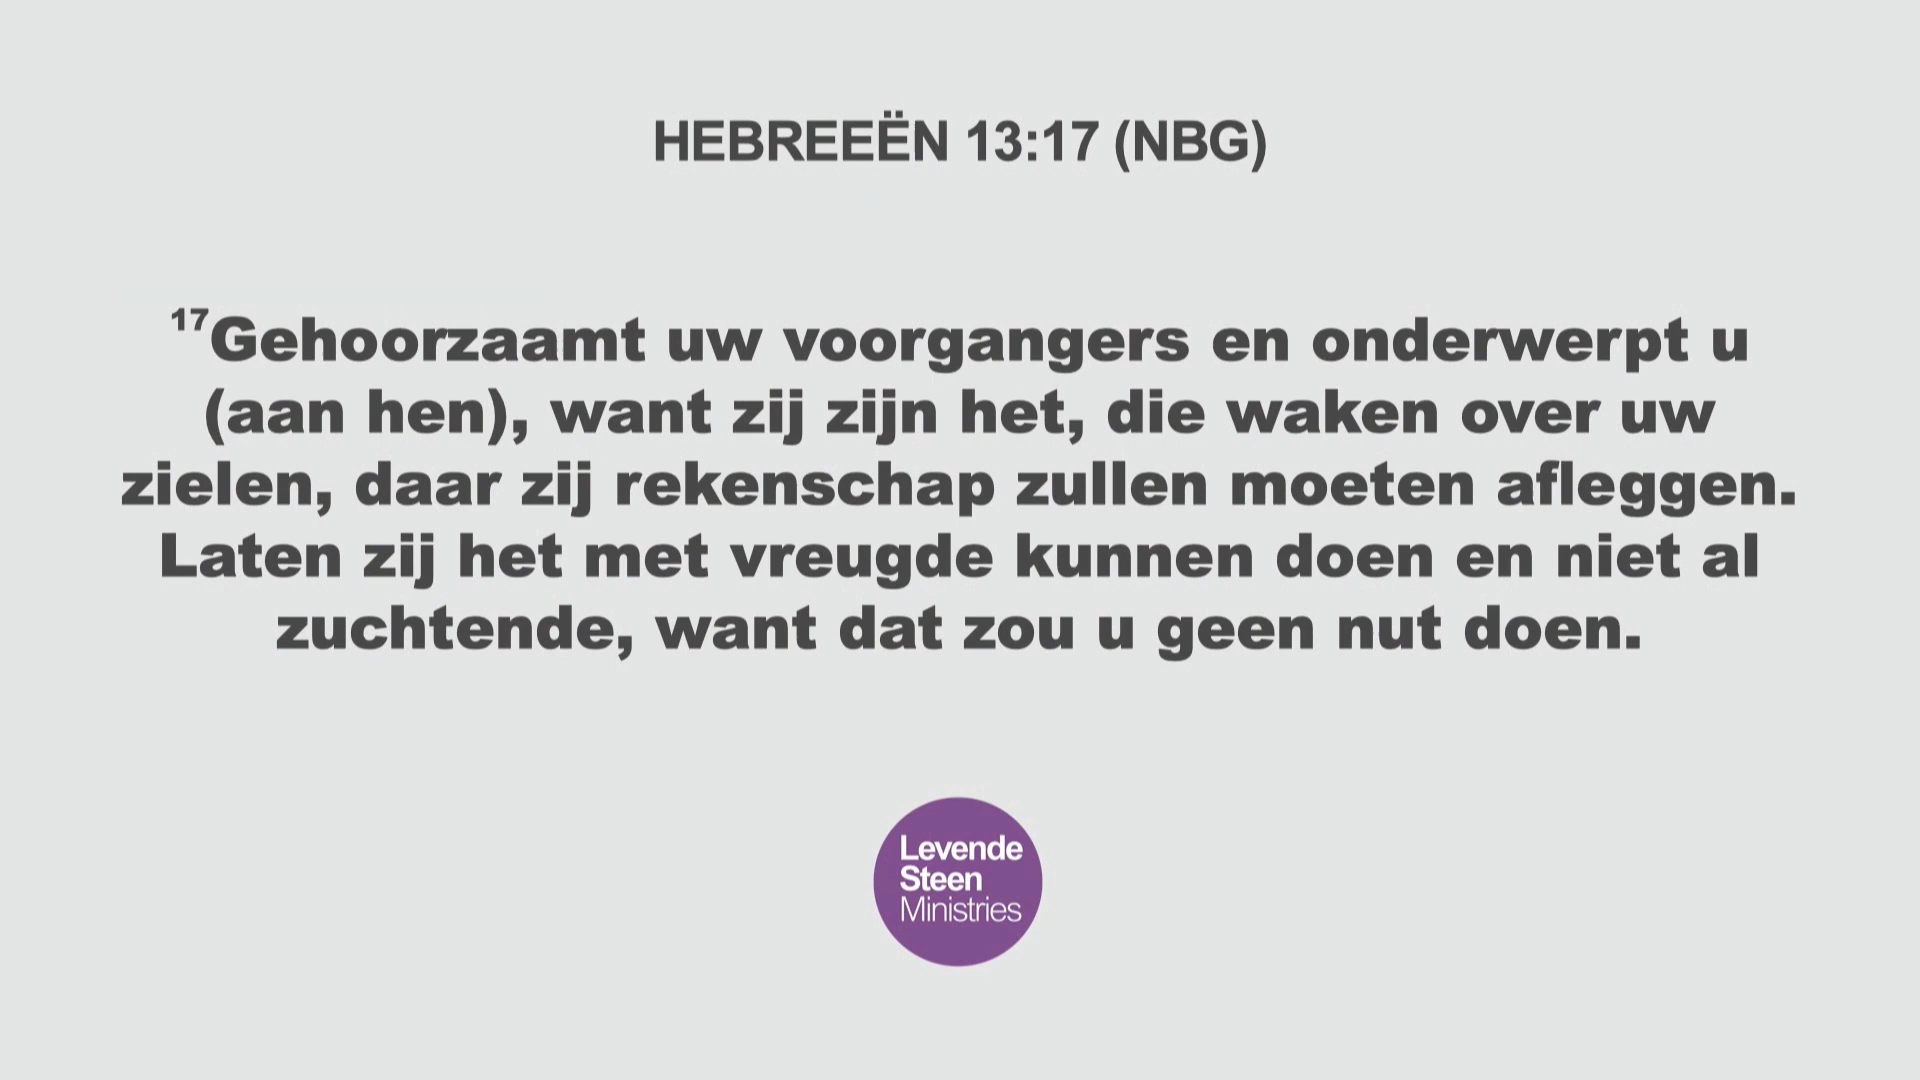 HEBREEËN 13:17 (NBG)
17Gehoorzaamt uw voorgangers en onderwerpt u
(aan hen), want zij zijn het, die waken over uw
zielen, daar zij rekenschap zullen moeten afleggen.
Laten zij het met vreugde kunnen doen en niet al
zuchtende, want dat zou u geen nut doen.
Levende
Steen
Ministries